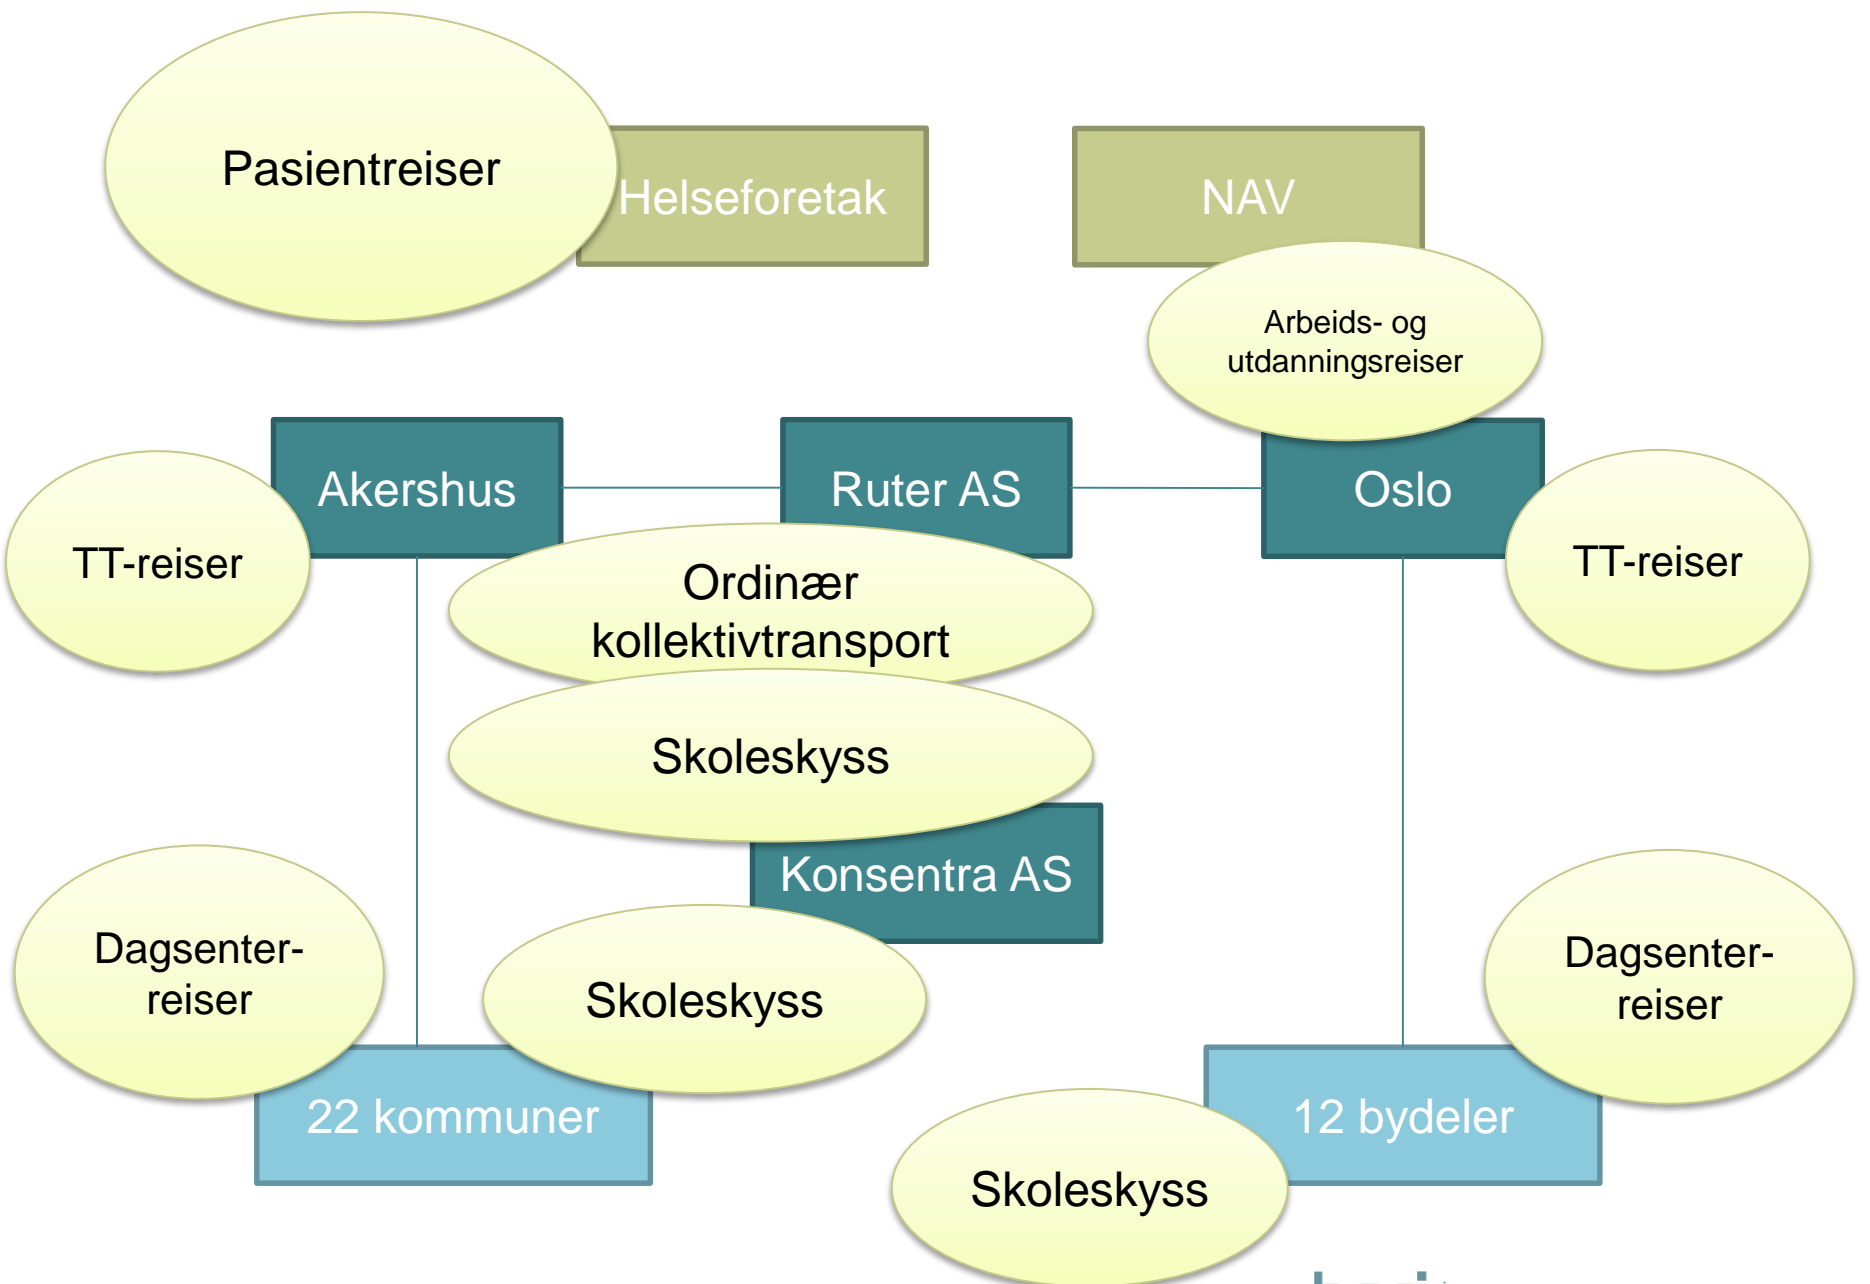 Pasientreiser
Helseforetak
NAV
Arbeids- og
utdanningsreiser
Akershus
Ruter AS
Oslo
TT-reiser
Ordinær
kollektivtransport
TT-reiser
Skoleskyss
Konsentra AS
Dagsenter-
reiser
Skoleskyss
Dagsenter-
reiser
22 kommuner
12 bydeler
Skoleskyss